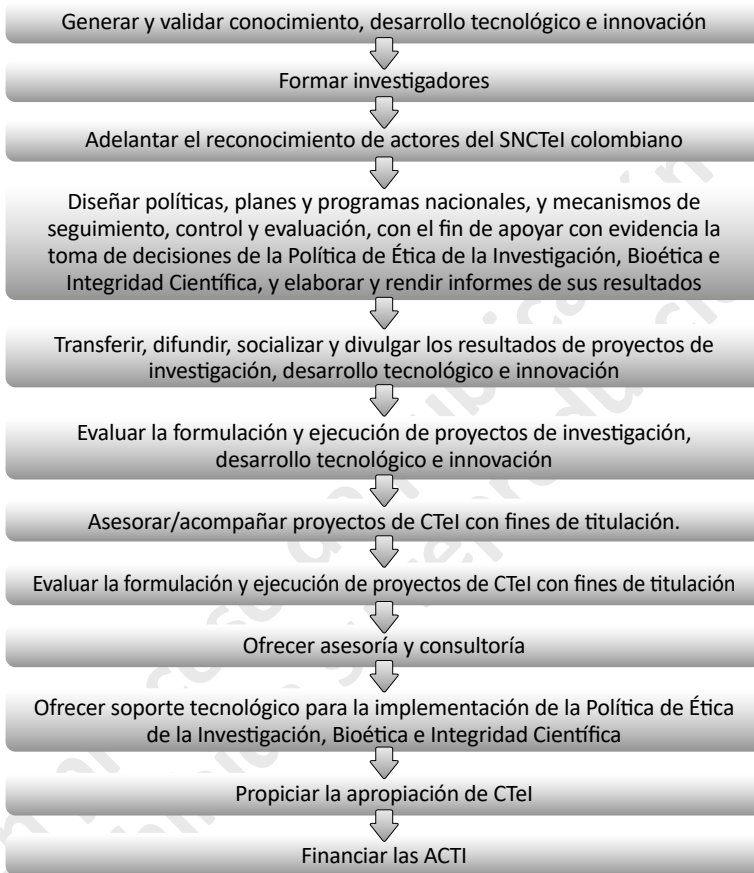 Generar y validar conocimiento, desarrollo tecnológico e innovación
Formar investigadores
Adelantar el reconocimiento de actores del SNCTeI colombiano
Diseñar políticas, planes y programas nacionales, y mecanismos de
seguimiento, control y evaluación, con el fin de apoyar con evidencia la
toma de decisiones de la Política de Ética de la Investigación, Bioética e
Integridad Científica, y elaborar y rendir informes de sus resultados
Transferir, difundir, socializar y divulgar los resultados de proyectos de
investigación, desarrollo tecnológico e innovación
Evaluar la formulación y ejecución de proyectos de investigación,
desarrollo tecnológico e innovación
Asesorar/acompañar proyectos de CTeI con fines de titulación.
Evaluar la formulación y ejecución de proyectos de CTeI con fines de titulación
Ofrecer asesoría y consultoría
Ofrecer soporte tecnológico para la implementación de la Política de Ética
de la Investigación, Bioética e Integridad Científica
Propiciar la apropiación de CTeI
Financiar las ACTI